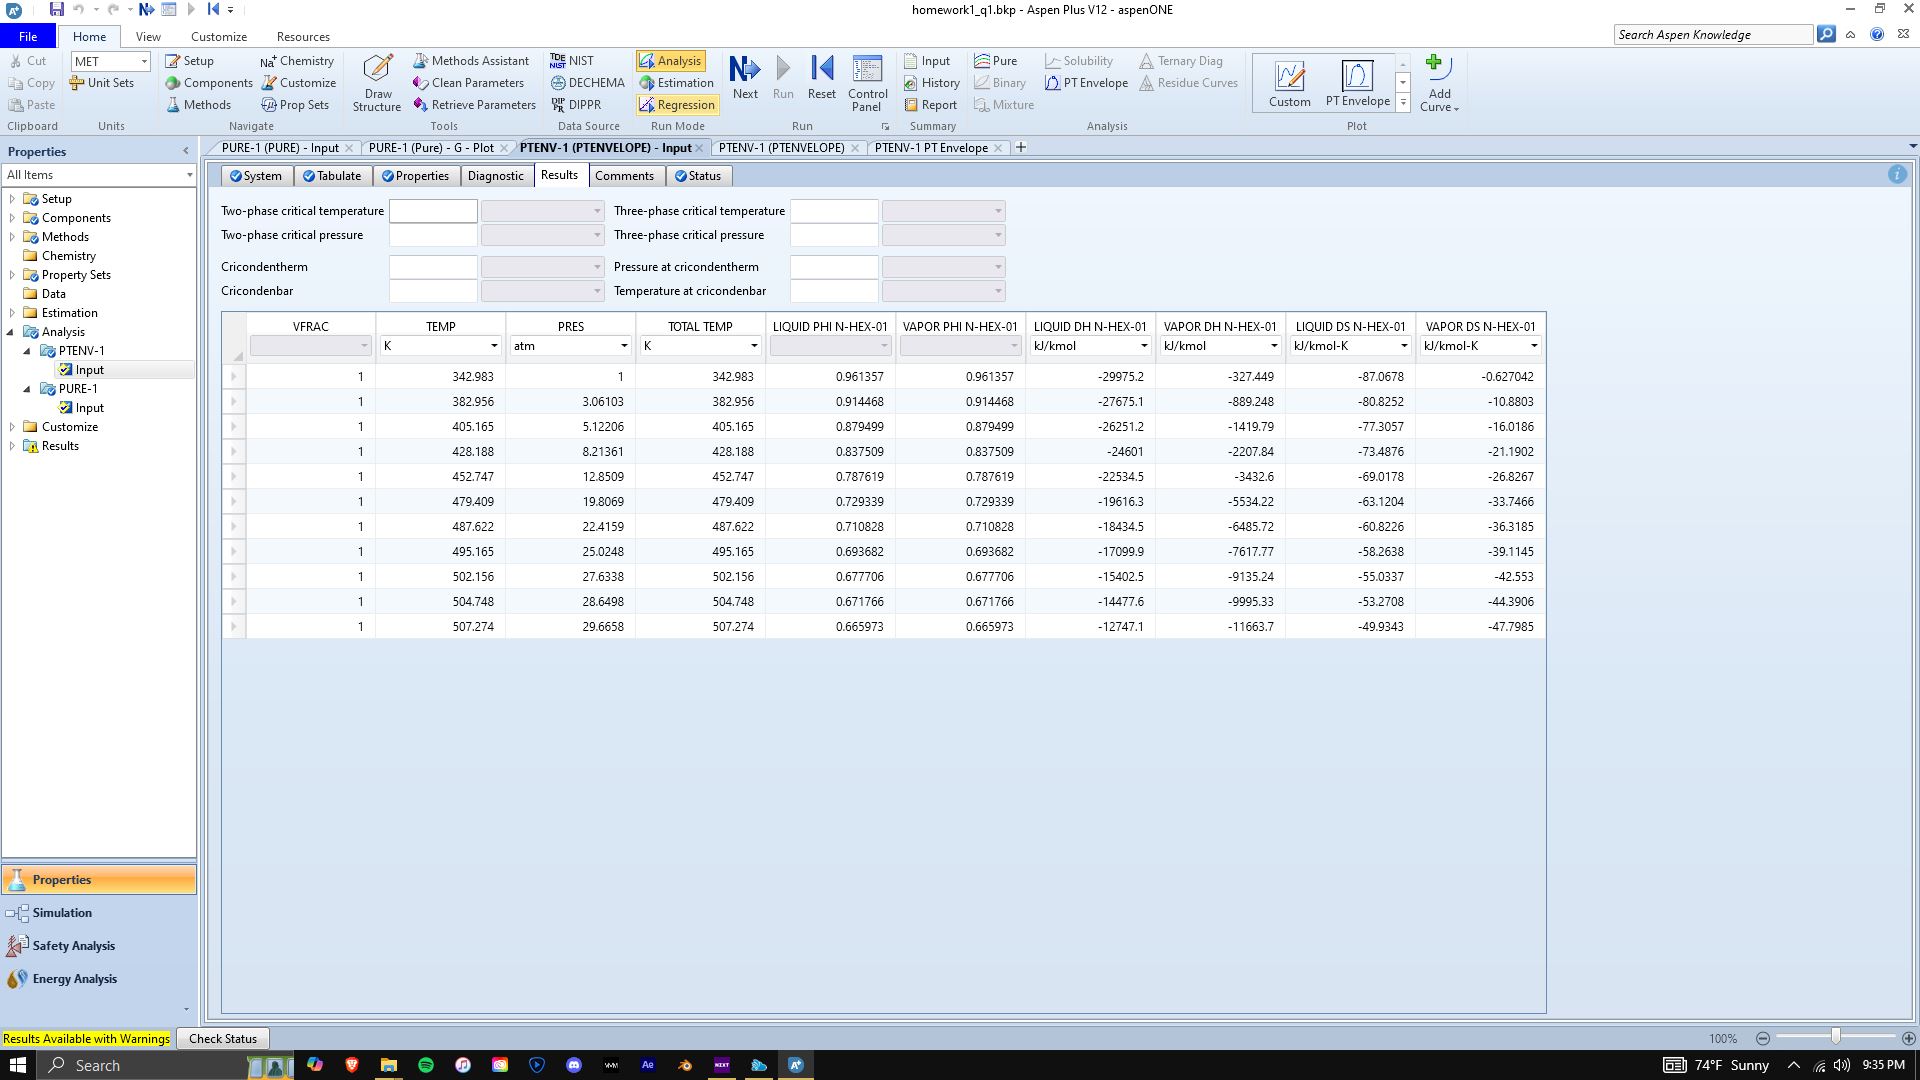 homework1_q1.bkp - Aspen Plus V12 - aspenONE
File Home View Customize Resources
Search Aspen Knowledge
Cut
Copy
Paste
Clipboard
MET
Unit Sets
Units
Setup
Components
Methods
Chemistry
Customize
Prop Sets
Navigate
Draw
Structure
Methods Assistant
Clean Parameters
Retrieve Parameters
Tools
NIST
DECHEMA
DIPPR
Data Source
Analysis
Estimation
Regression
Run Mode
Next
Run
Reset
Control
Panel
Run
Input
History
Report
Summary
Pure
Binary
Mixture
Solubility
PT Envelope
Ternary Diag
Residue Curves
Analysis
Custom
PT Envelope
Add
Curve
Plot
Properties
All Items
Setup
Components
Methods
Chemistry
Property Sets
Data
Estimation
Analysis
PTENV-1
Input
PURE-1
Input
Customize
Results
Properties
Simulation
Safety Analysis
Energy Analysis
PURE-1 (PURE) - Input
PURE-1 (Pure) - G - Plot
PTENV-1 (PTENVELOPE) - Input
PTENV-1 (PTENVELOPE)
PTENV-1 PT Envelope
System Tabulate Properties Diagnostic Results Comments Status
Two-phase critical temperature Three-phase critical temperature
Two-phase critical pressure Three-phase critical pressure
Cricondentherm Pressure at cricondentherm
Cricondenbar Temperature at cricondenbar
VFRAC TEMP PRES TOTAL TEMP LIQUID PHI N-HEX-01 VAPOR PHI N-HEX-01 LIQUID DH N-HEX-01 VAPOR DH N-HEX-01 LIQUID DS N-HEX-01 VAPOR DS N-HEX-01
K atm K kJ/kmol kJ/kmol kJ/kmol-K kJ/kmol-K
1 342.983 1 342.983 0.961357 0.961357 -29975.2 -327.449 -87.0678 -0.627042
1 382.956 3.06103 382.956 0.914468 0.914468 -27675.1 -889.248 -80.8252 -10.8803
1 405.165 5.12206 405.165 0.879499 0.879499 -26251.2 -1419.79 -77.3057 -16.0186
1 428.188 8.21361 428.188 0.837509 0.837509 -24601 -2207.84 -73.4876 -21.1902
1 452.747 12.8509 452.747 0.787619 0.787619 -22534.5 -3432.6 -69.0178 -26.8267
1 479.409 19.8069 479.409 0.729339 0.729339 -19616.3 -5534.22 -63.1204 -33.7466
1 487.622 22.4159 487.622 0.710828 0.710828 -18434.5 -6485.72 -60.8226 -36.3185
1 495.165 25.0248 495.165 0.693682 0.693682 -17099.9 -7617.77 -58.2638 -39.1145
1 502.156 27.6338 502.156 0.677706 0.677706 -15402.5 -9135.24 -55.0337 -42.553
1 504.748 28.6498 504.748 0.671766 0.671766 -14477.6 -9995.33 -53.2708 -44.3906
1 507.274 29.6658 507.274 0.665973 0.665973 -12747.1 -11663.7 -49.9343 -47.7985
Results Available with Warnings
Check Status
100%
Search
Ae
74°F Sunny
9:35 PM